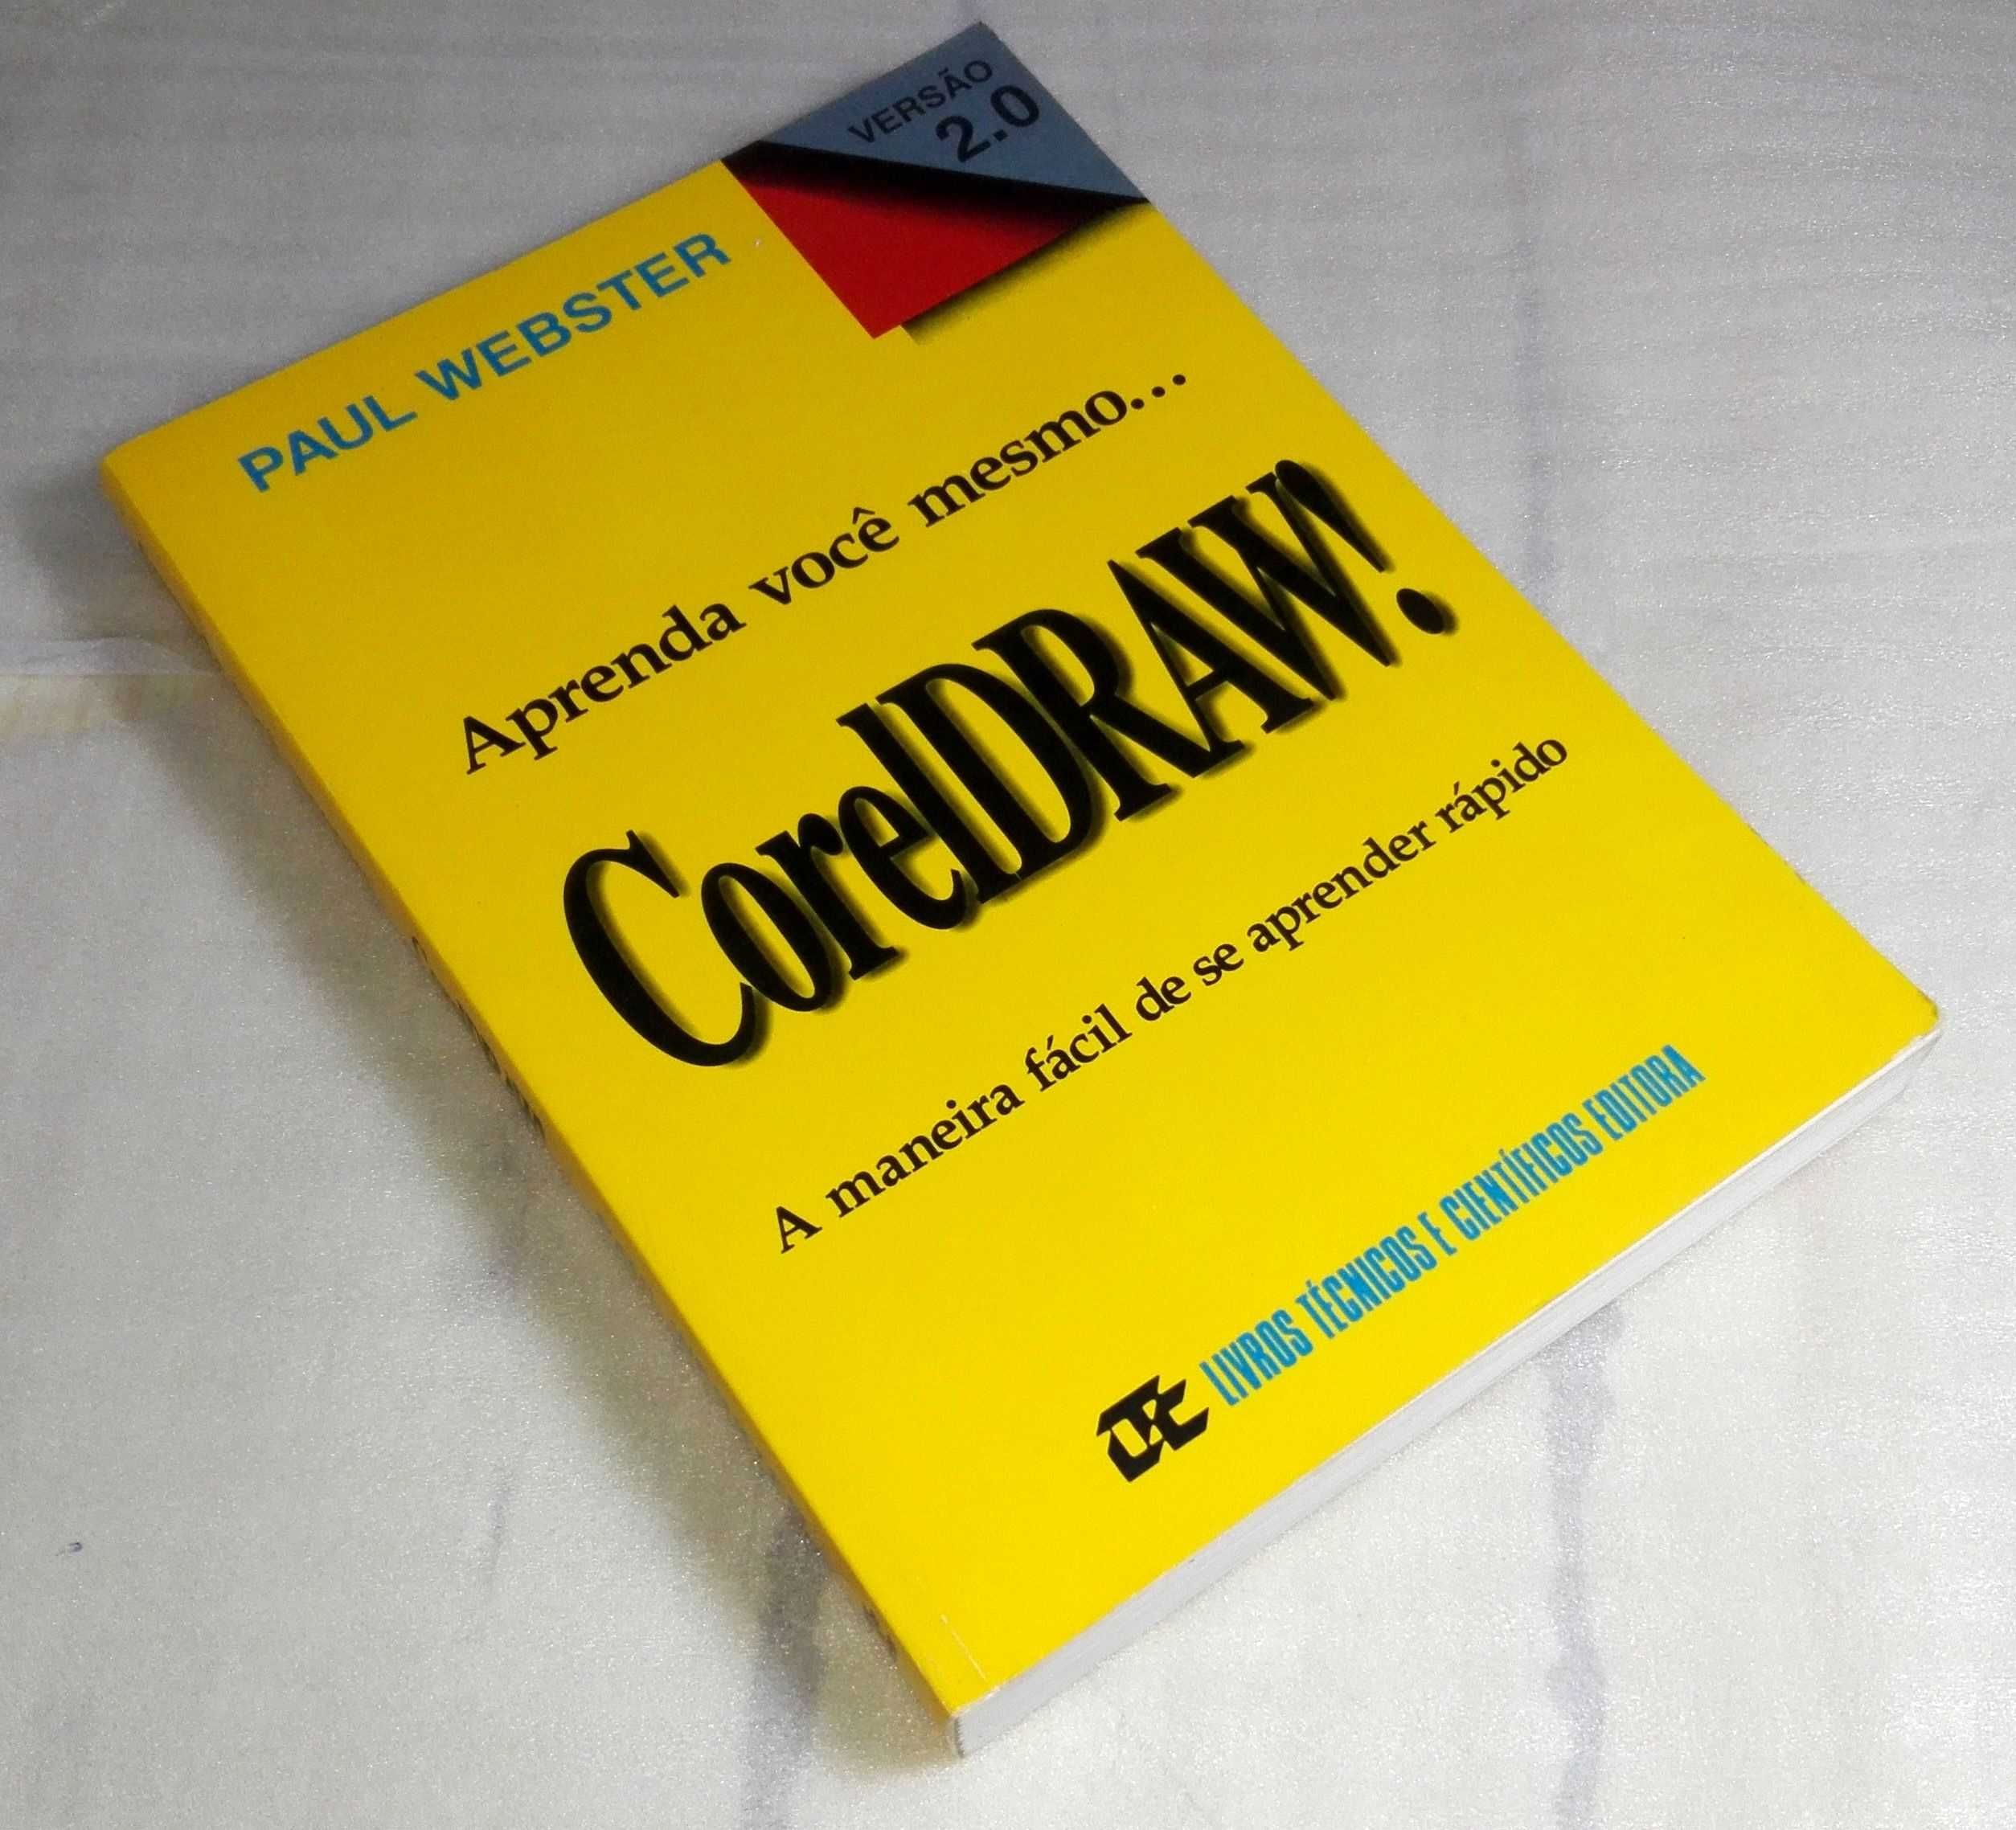 VERSÃO
2.0
PAUL WEBSTER
Aprenda você mesmo...
CorelDRAW!
A maneira fácil de se aprender rápido
LTC LIVROS TÉCNICOS E CIENTÍFICOS EDITORA